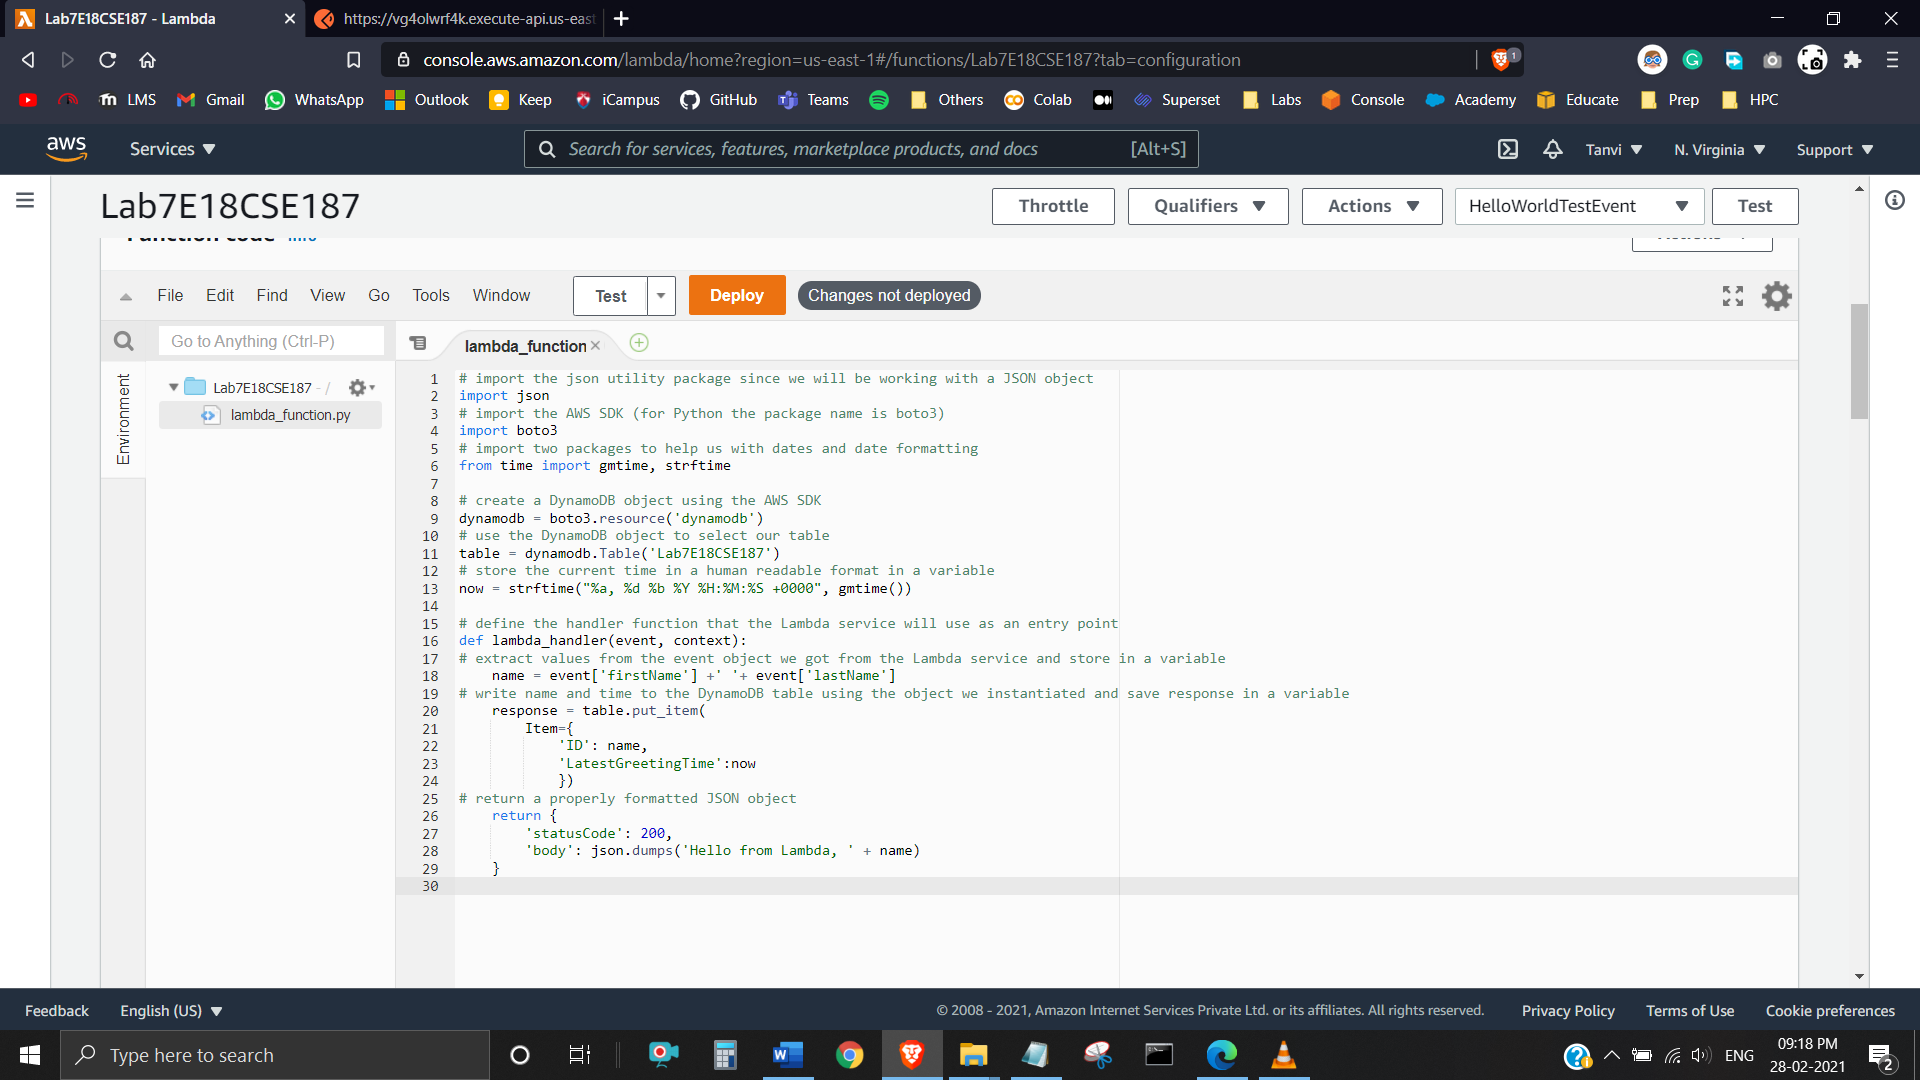 Lab7E18CSE187 - Lambda
https://vg4olwrf4k.execute-api.us-east
console.aws.amazon.com/lambda/home?region=us-east-1#/functions/Lab7E18CSE187?tab=configuration
1
LMS Gmail WhatsApp Outlook Keep iCampus GitHub Teams Others Colab Superset Labs Console Academy Educate Prep HPC
aws Services Search for services, features, marketplace products, and docs [Alt+S] Tanvi N. Virginia Support
Lab7E18CSE187 Throttle Qualifiers Actions HelloWorldTestEvent Test
Function code Info Actions
File Edit Find View Go Tools Window Test Deploy Changes not deployed
Go to Anything (Ctrl-P) lambda_function
Environment
Lab7E18CSE187 - /
lambda_function.py
1 # import the json utility package since we will be working with a JSON object
2 import json
3 # import the AWS SDK (for Python the package name is boto3)
4 import boto3
5 # import two packages to help us with dates and date formatting
6 from time import gmtime, strftime
7
8 # create a DynamoDB object using the AWS SDK
9 dynamodb = boto3.resource('dynamodb')
10 # use the DynamoDB object to select our table
11 table = dynamodb.Table('Lab7E18CSE187')
12 # store the current time in a human readable format in a variable
13 now = strftime("%a, %d %b %Y %H:%M:%S +0000", gmtime())
14
15 # define the handler function that the Lambda service will use as an entry point
16 def lambda_handler(event, context):
17 # extract values from the event object we got from the Lambda service and store in a variable
18 name = event['firstName'] +' '+ event['lastName']
19 # write name and time to the DynamoDB table using the object we instantiated and save response in a variable
20 response = table.put_item(
21 Item={
22 'ID': name,
23 'LatestGreetingTime':now
24 })
25 # return a properly formatted JSON object
26 return {
27 'statusCode': 200,
28 'body': json.dumps('Hello from Lambda, ' + name)
29 }
30
Feedback English (US) © 2008 - 2021, Amazon Internet Services Private Ltd. or its affiliates. All rights reserved. Privacy Policy Terms of Use Cookie preferences
Type here to search ENG 09:18 PM
28-02-2021
2